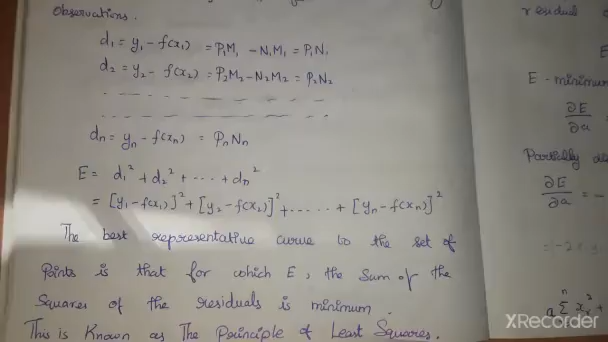 Observations.
d₁ = y₁ - f(x₁) = P₁M₁ - N₁M₁ = P₁N₁
d₂ = y₂ - f(x₂) = P₂M₂ - N₂M₂ = P₂N₂
dn = yn - f(xn) = PnNn
E = d₁² + d₂² + ..... + dn²
= [y₁ - f(x₁)]² + [y₂ - f(x₂)]² + ..... + [yn - f(xn)]²
The best representative curve to the set of
Points is that for which E, the Sum of the
Squares of the residuals is minimum.
This is Known as The Principle of Least Squares.
residual
E - minimum
∂E
∂a =
Partially
∂E
∂a = -
= -2
a Σ n xi² +
XRecorder